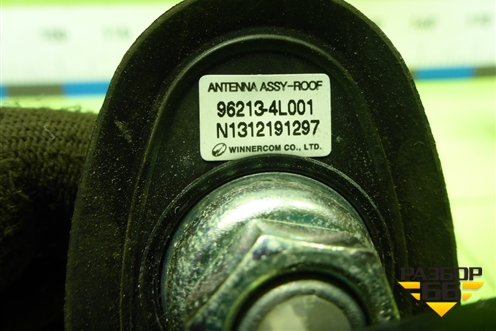 ANTENNA ASSY-ROOF
96213-4L001
N1312191297
WINNERCOM CO., LTD.
РАЗБОР
66